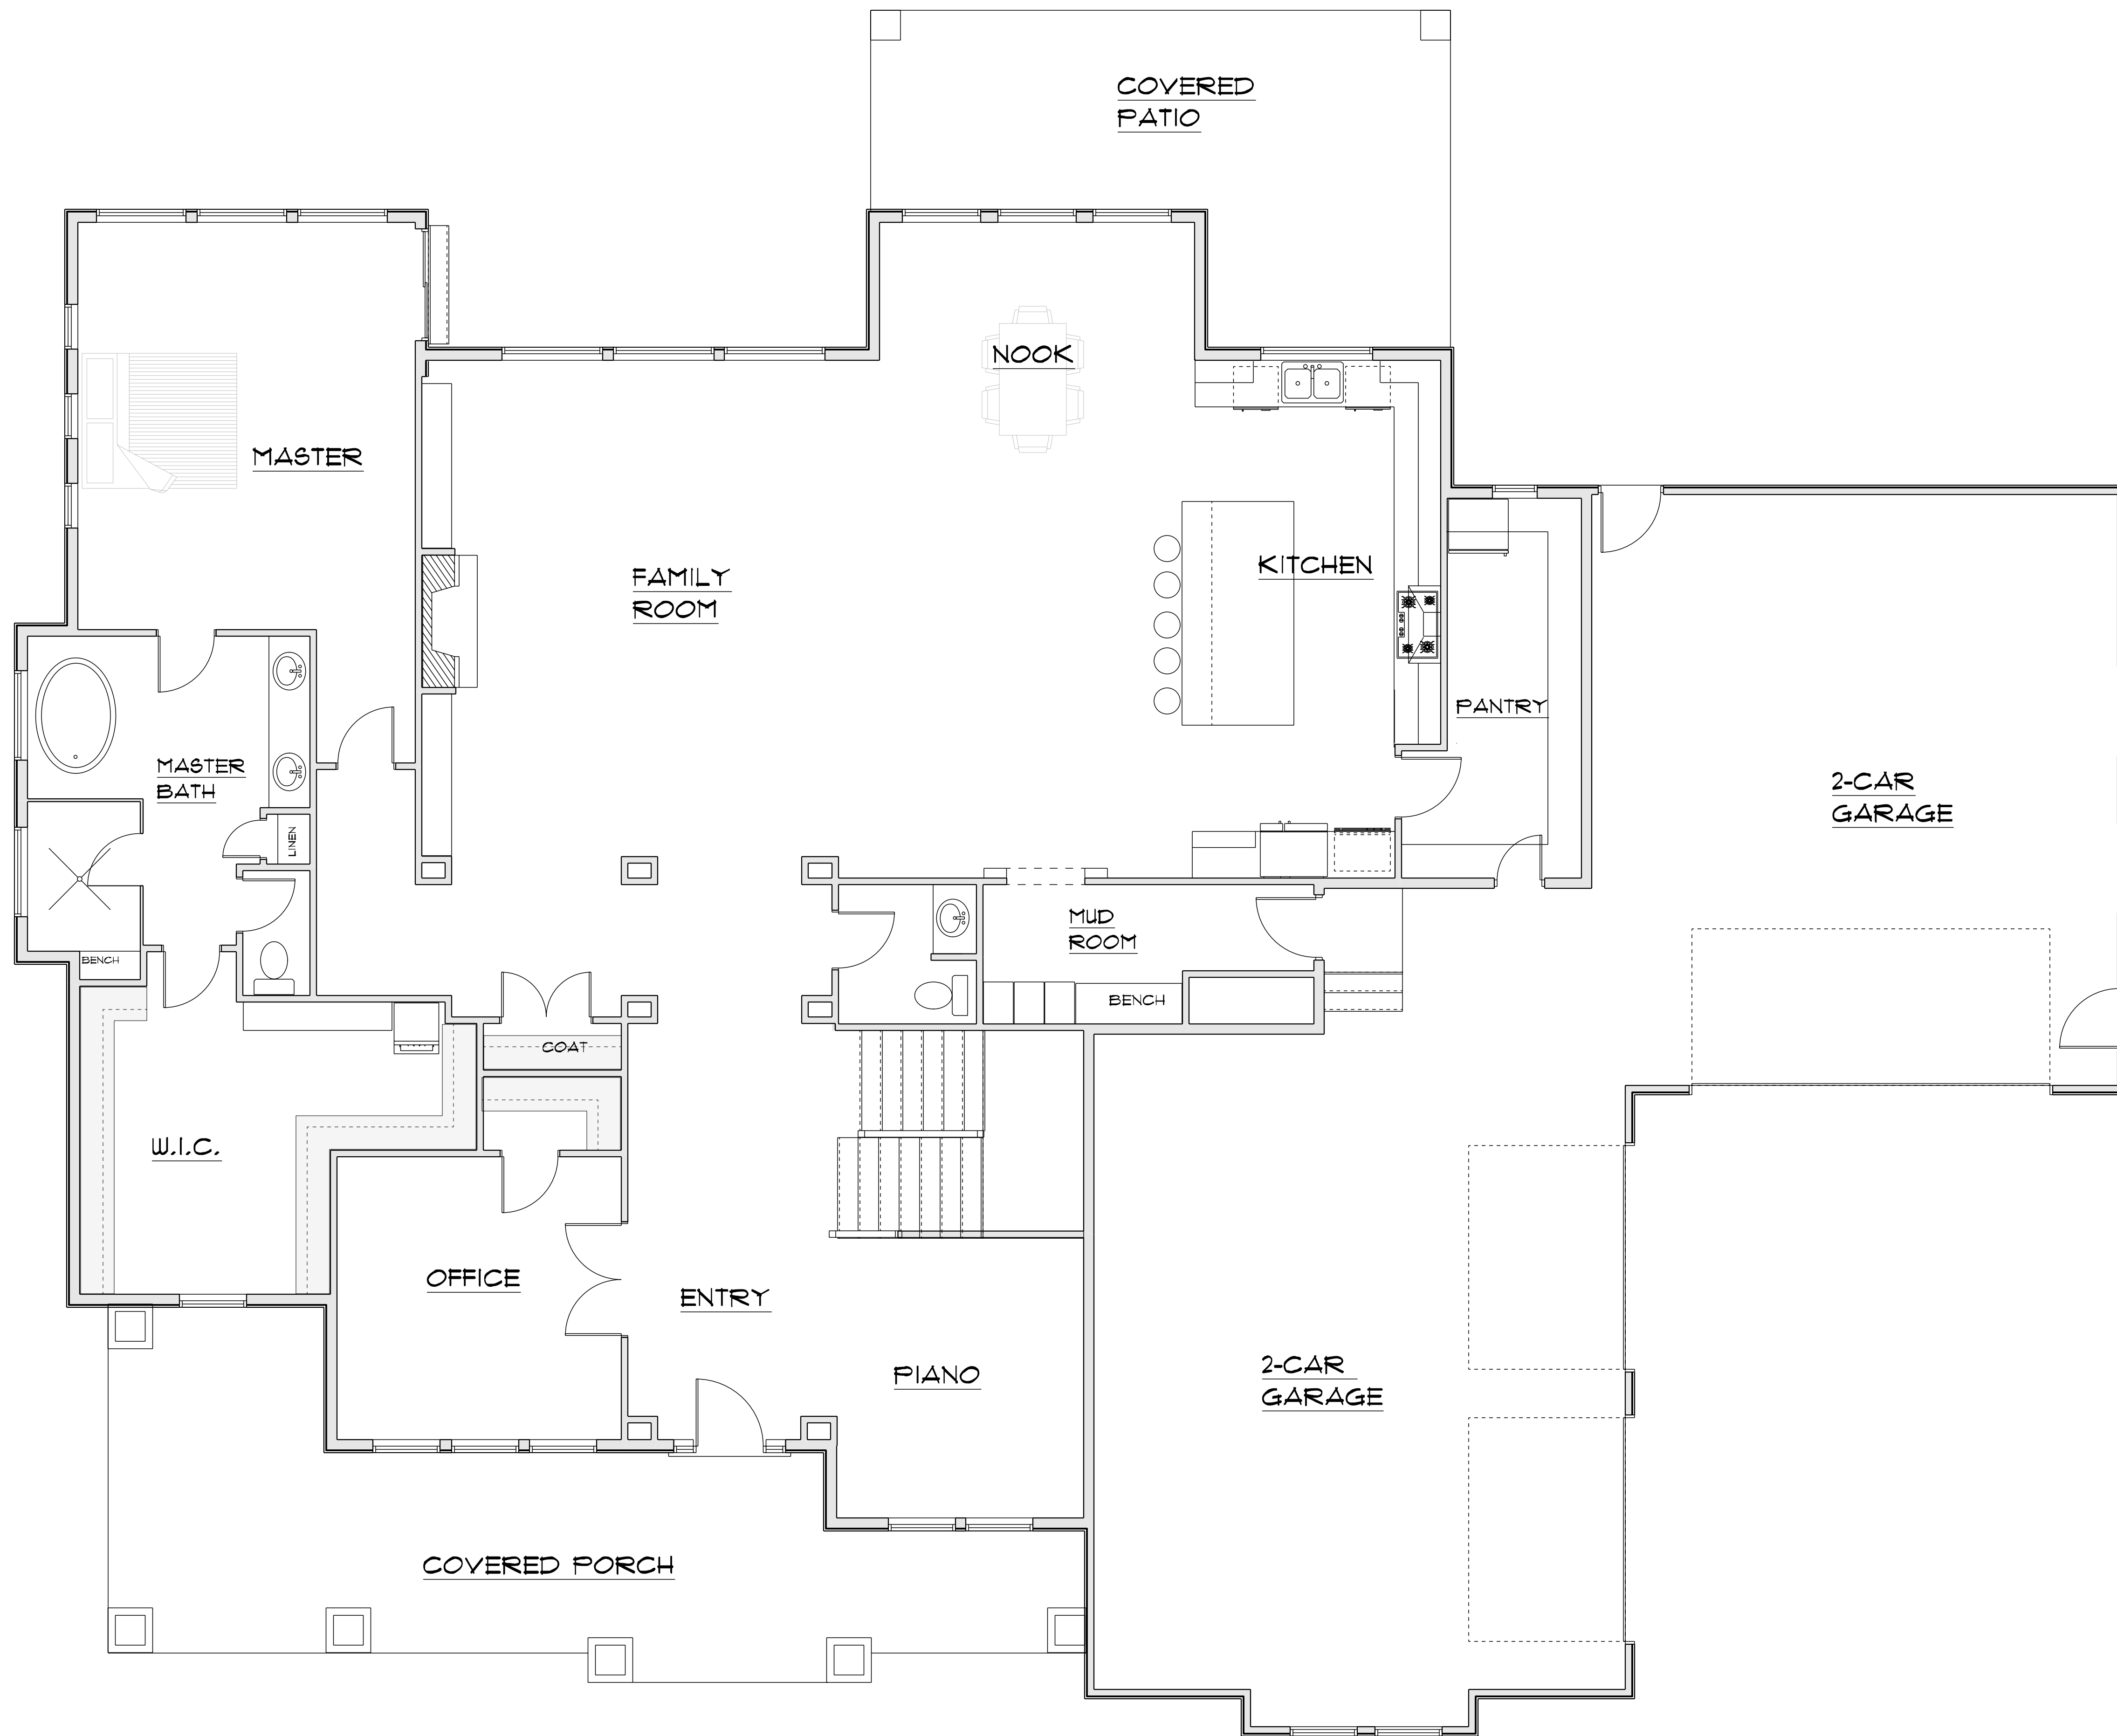 COVERED
PATIO
NOOK
MASTER
FAMILY
ROOM
KITCHEN
PANTRY
MASTER
BATH
2-CAR
GARAGE
LINEN
MUD
ROOM
BENCH
BENCH
COAT
W.I.C.
OFFICE
ENTRY
PIANO
2-CAR
GARAGE
COVERED PORCH